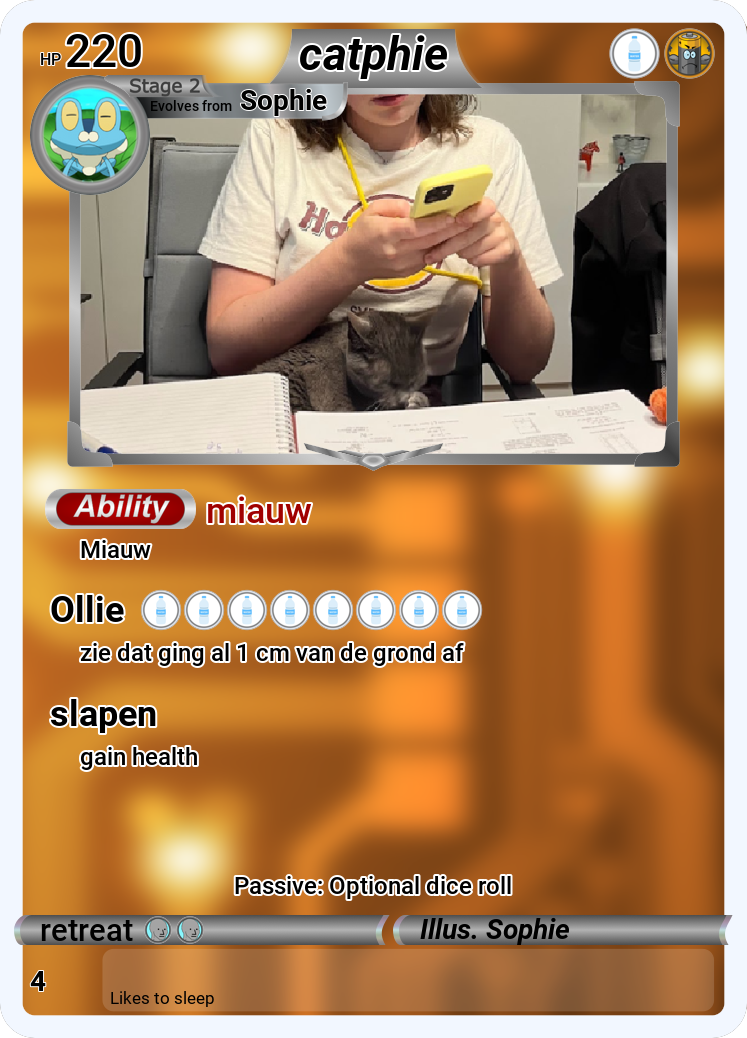 HP 220
catphie
Stage 2
Evolves from Sophie
Ha
Ability miauw
Miauw
Ollie
zie dat ging al 1 cm van de grond af
slapen
gain health
Passive: Optional dice roll
retreat
Illus. Sophie
4
Likes to sleep